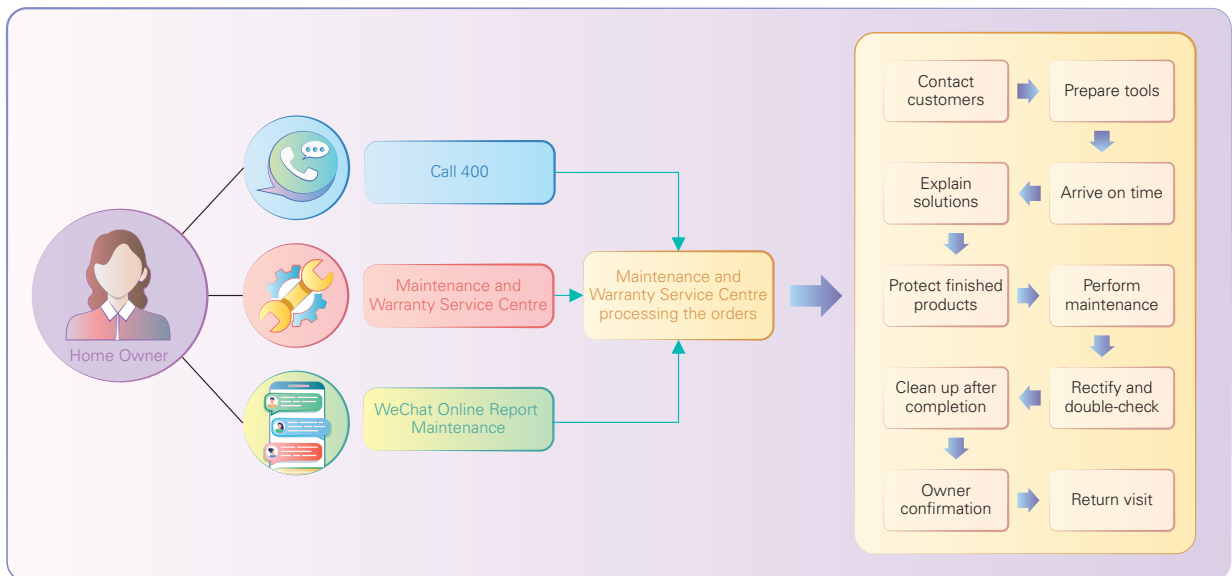 Home Owner
Call 400
Maintenance and
Warranty Service Centre
WeChat Online Report
Maintenance
Maintenance and
Warranty Service Centre
processing the orders
Contact
customers
Prepare tools
Arrive on time
Explain
solutions
Protect finished
products
Perform
maintenance
Rectify and
double-check
Clean up after
completion
Owner
confirmation
Return visit